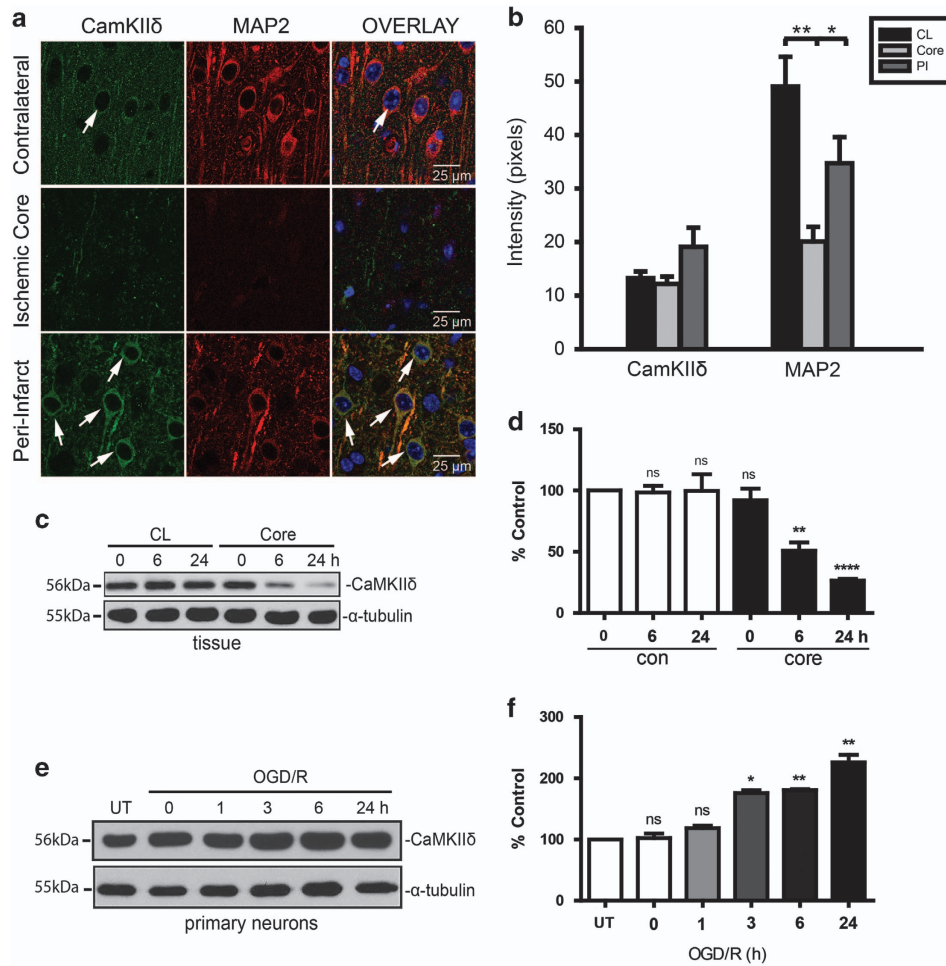 a
CamKIIδ MAP2 OVERLAY
Contralateral
25 µm
Ischemic Core
25 µm
Peri-Infarct
25 µm
b
Intensity (pixels)
60
50
40
30
20
10
0
** *
CL
Core
PI
CamKIIδ MAP2
c
CL Core
0 6 24 0 6 24 h
56kDa -CaMKIIδ
55kDa -α-tubulin
tissue
d
% Control
150
100
50
0
ns ns ns ** ****
0 6 24 0 6 24 h
con core
e
OGD/R
UT 0 1 3 6 24 h
56kDa -CaMKIIδ
55kDa -α-tubulin
primary neurons
f
% Control
300
200
100
0
ns ns * ** **
UT 0 1 3 6 24
OGD/R (h)